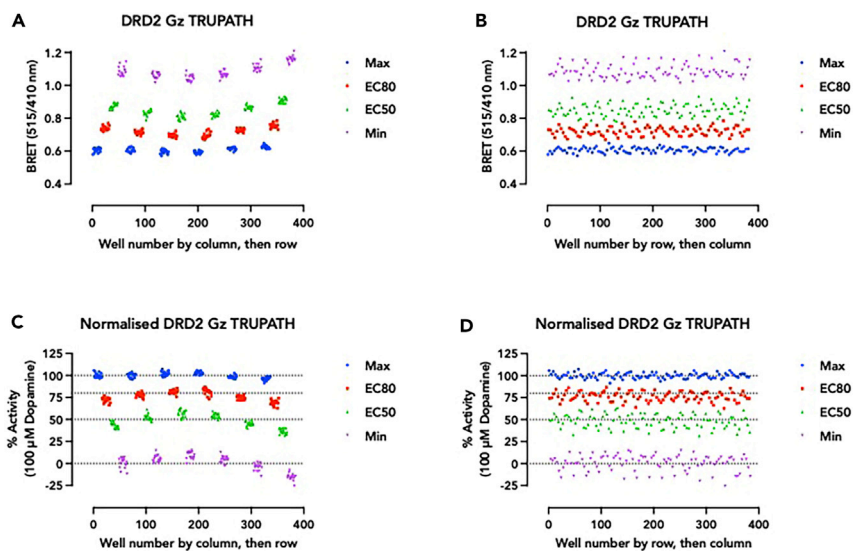 A
DRD2 Gz TRUPATH
BRET (515/410 nm)
1.2
1.0
0.8
0.6
0.4
0
100
200
300
400
Well number by column, then row
Max
EC80
EC50
Min
B
DRD2 Gz TRUPATH
BRET (515/410 nm)
1.2
1.0
0.8
0.6
0.4
0
100
200
300
400
Well number by row, then column
Max
EC80
EC50
Min
C
Normalised DRD2 Gz TRUPATH
% Activity
(100 µM Dopamine)
125
100
75
50
25
0
-25
0
100
200
300
400
Well number by column, then row
Max
EC80
EC50
Min
D
Normalised DRD2 Gz TRUPATH
% Activity
(100 µM Dopamine)
125
100
75
50
25
0
-25
0
100
200
300
400
Well number by row, then column
Max
EC80
EC50
Min